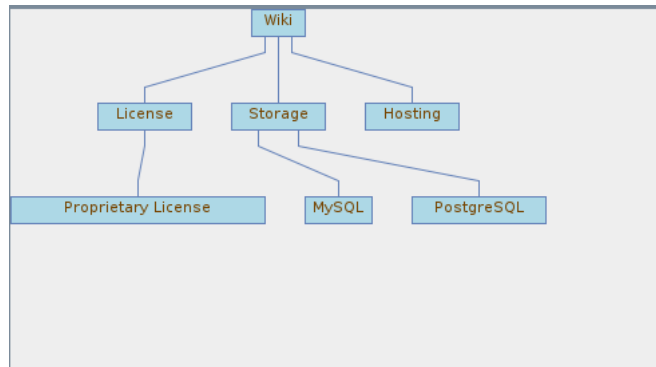 Wiki
License
Storage
Hosting
Proprietary License
MySQL
PostgreSQL